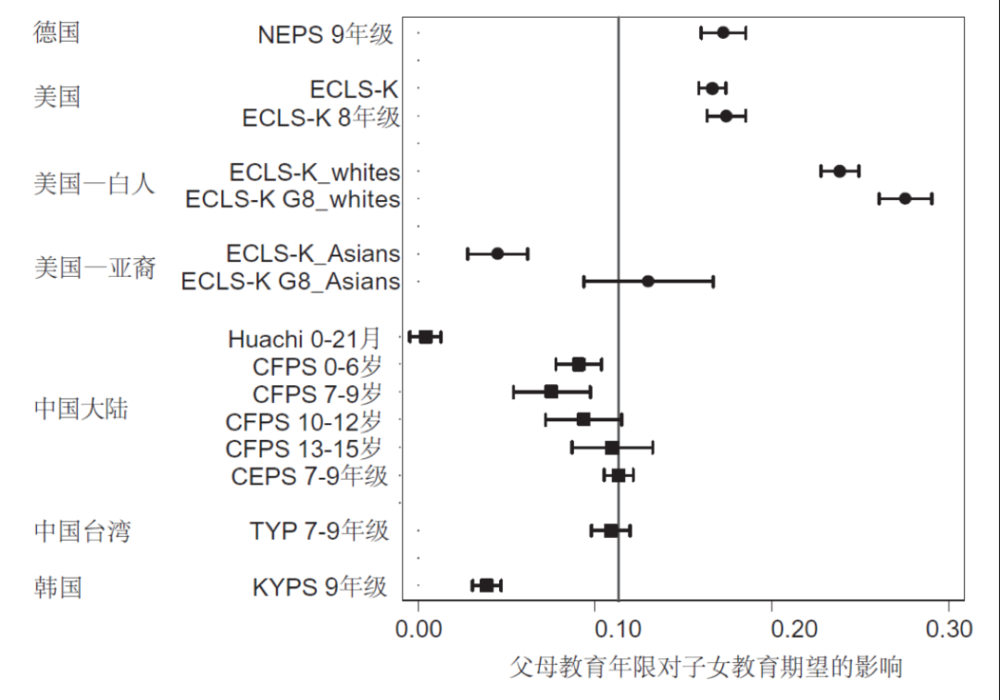 德国 NEPS 9年级
ECLS-K
美国
ECLS-K 8年级
ECLS-K_whites
美国—白人
ECLS-K G8_whites
ECLS-K_Asians
美国—亚裔
ECLS-K G8_Asians
Huachi 0-21月
CFPS 0-6岁
CFPS 7-9岁
中国大陆
CFPS 10-12岁
CFPS 13-15岁
CEPS 7-9年级
中国台湾 TYP 7-9年级
韩国 KYPS 9年级
0.00 0.10 0.20 0.30
父母教育年限对子女教育期望的影响